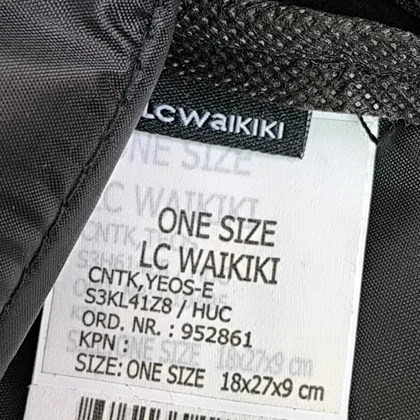 LCWAIKIKI
ONE SIZE
LC WAIKIKI
CNTK,YEOS-E
S3KL41Z8 / HUC
ORD. NR. : 952861
KPN :
SIZE: ONE SIZE 18x27x9 cm